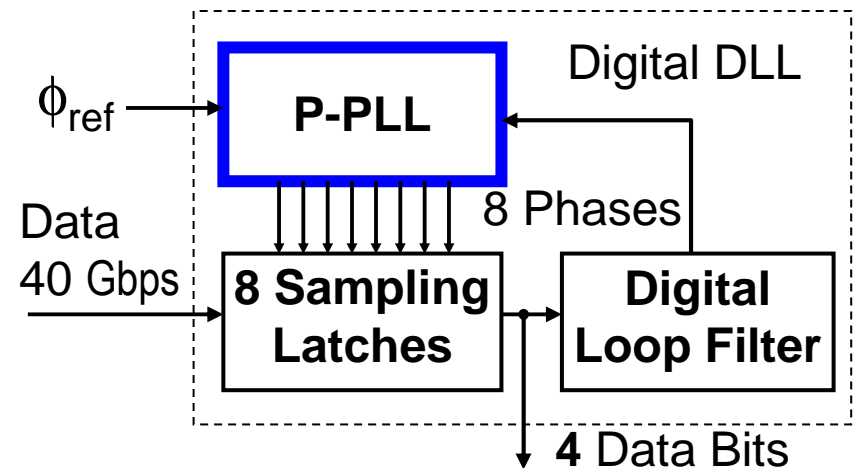 Digital DLL
ϕref
P-PLL
8 Phases
Data
40 Gbps
8 Sampling
Latches
Digital
Loop Filter
4 Data Bits